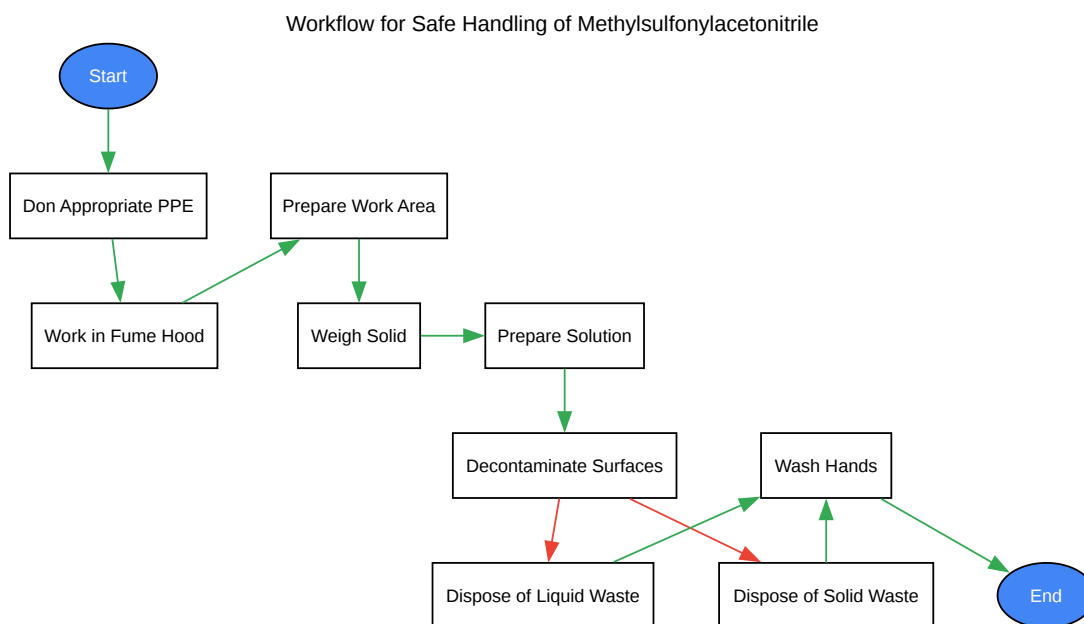 Workflow for Safe Handling of Methylsulfonylacetonitrile
Start
Don Appropriate PPE
Prepare Work Area
Work in Fume Hood
Weigh Solid
Prepare Solution
Decontaminate Surfaces
Wash Hands
Dispose of Liquid Waste
Dispose of Solid Waste
End